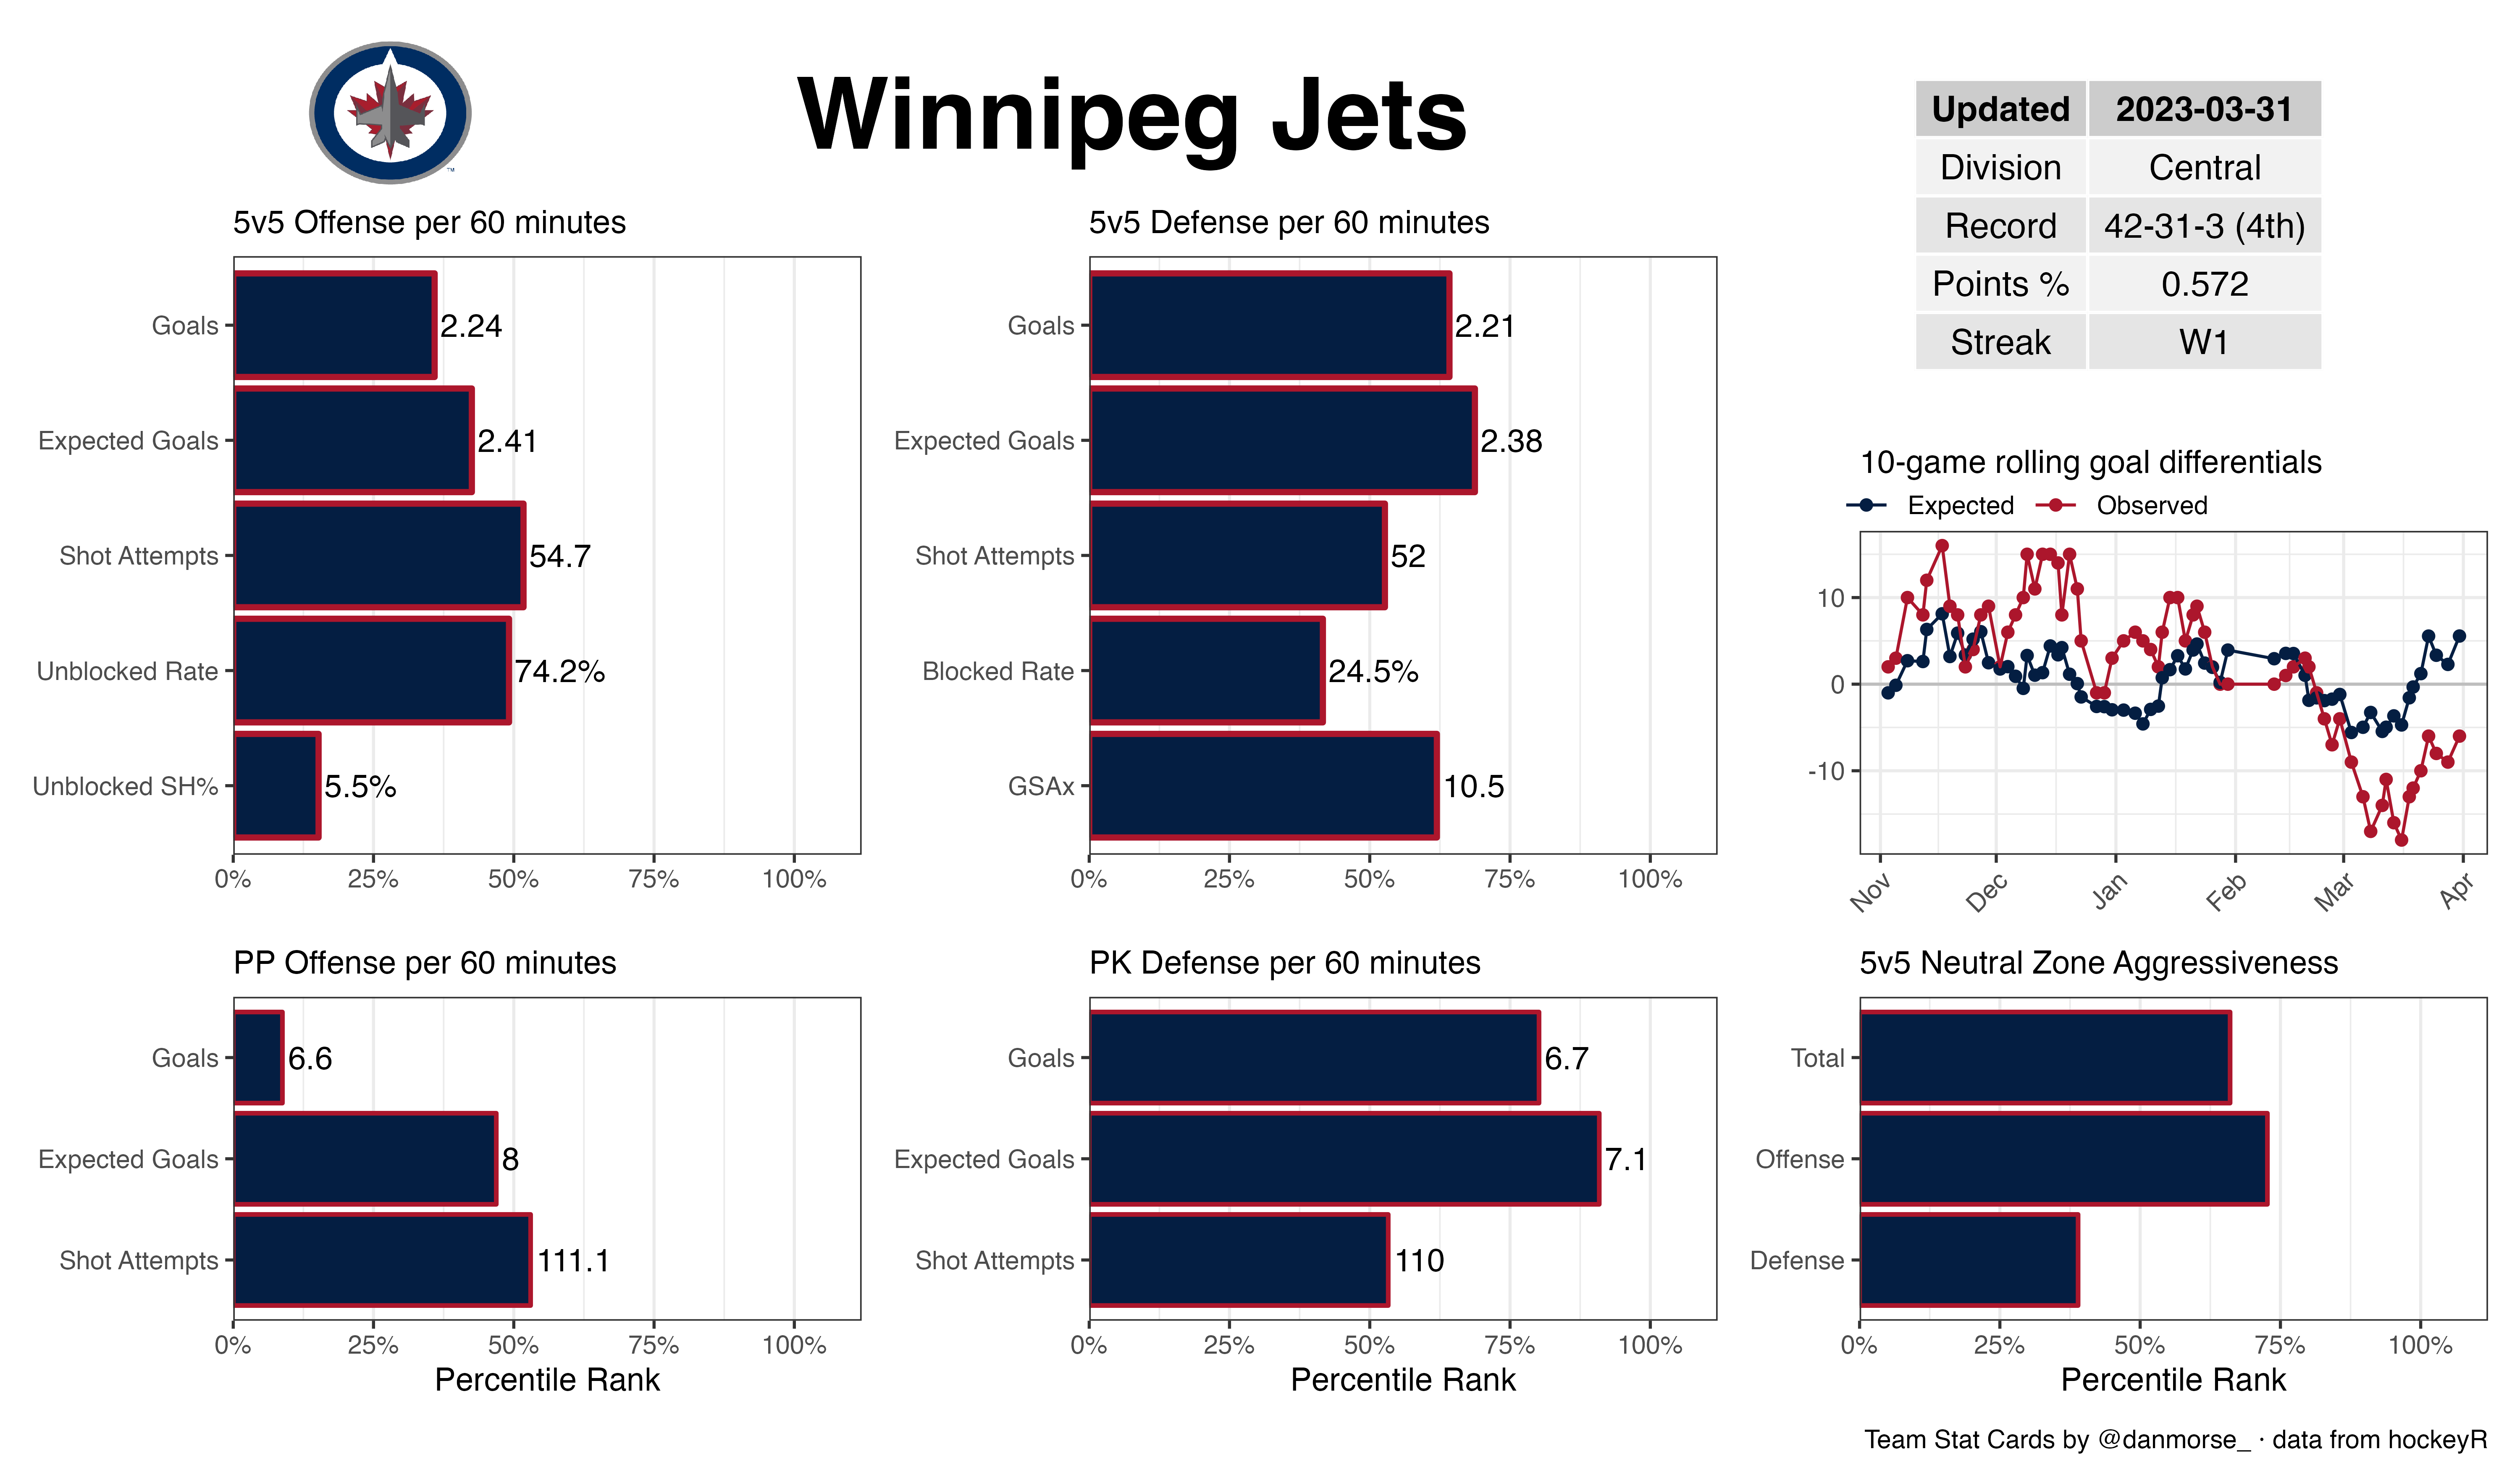 Winnipeg Jets
TM
Updated 2023-03-31
Division Central
Record 42-31-3 (4th)
Points % 0.572
Streak W1
5v5 Offense per 60 minutes
Goals 2.24
Expected Goals 2.41
Shot Attempts 54.7
Unblocked Rate 74.2%
Unblocked SH% 5.5%
0% 25% 50% 75% 100%
5v5 Defense per 60 minutes
Goals 2.21
Expected Goals 2.38
Shot Attempts 52
Blocked Rate 24.5%
GSAx 10.5
0% 25% 50% 75% 100%
10-game rolling goal differentials
Expected Observed
10
0
-10
Nov Dec Jan Feb Mar Apr
PP Offense per 60 minutes
Goals 6.6
Expected Goals 8
Shot Attempts 111.1
0% 25% 50% 75% 100%
Percentile Rank
PK Defense per 60 minutes
Goals 6.7
Expected Goals 7.1
Shot Attempts 110
0% 25% 50% 75% 100%
Percentile Rank
5v5 Neutral Zone Aggressiveness
Total
Offense
Defense
0% 25% 50% 75% 100%
Percentile Rank
Team Stat Cards by @danmorse_ · data from hockeyR